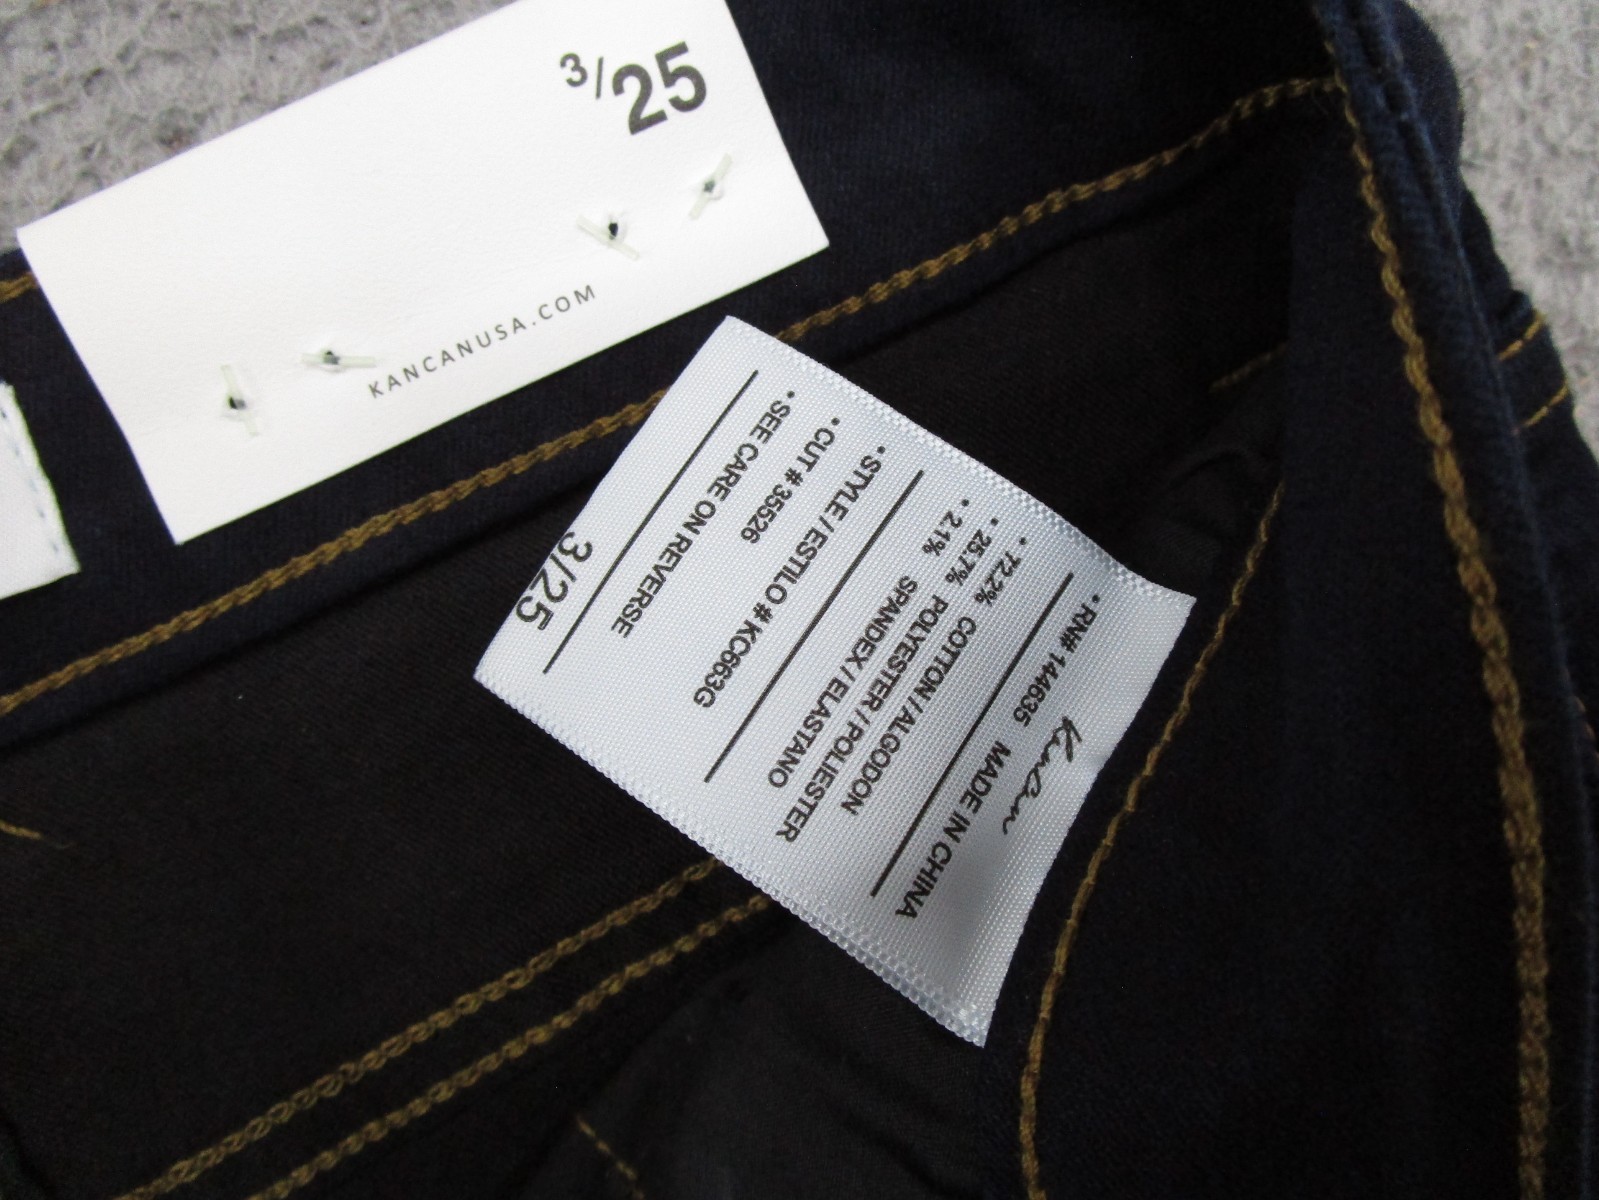 3/25
KANCANUSA.COM
KanCan
• RN# 144635 MADE IN CHINA
• 72.2% COTTON / ALGODON
• 25.7% POLYESTER / POLIESTER
• 2.1% SPANDEX / ELASTANO
• STYLE / ESTILO # KC663G
• CUT # 35526
• SEE CARE ON REVERSE
3/25